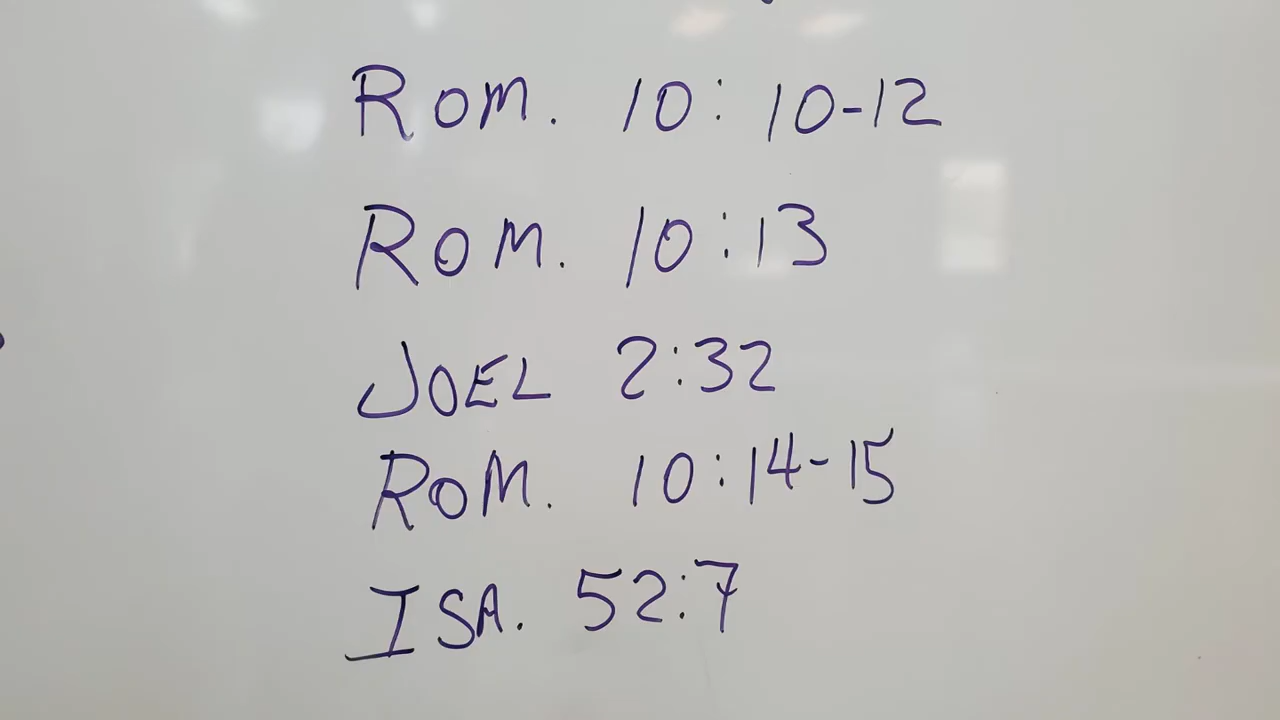 ROM. 10:10-12
ROM. 10:13
JOEL 2:32
ROM. 10:14-15
ISA. 52:7